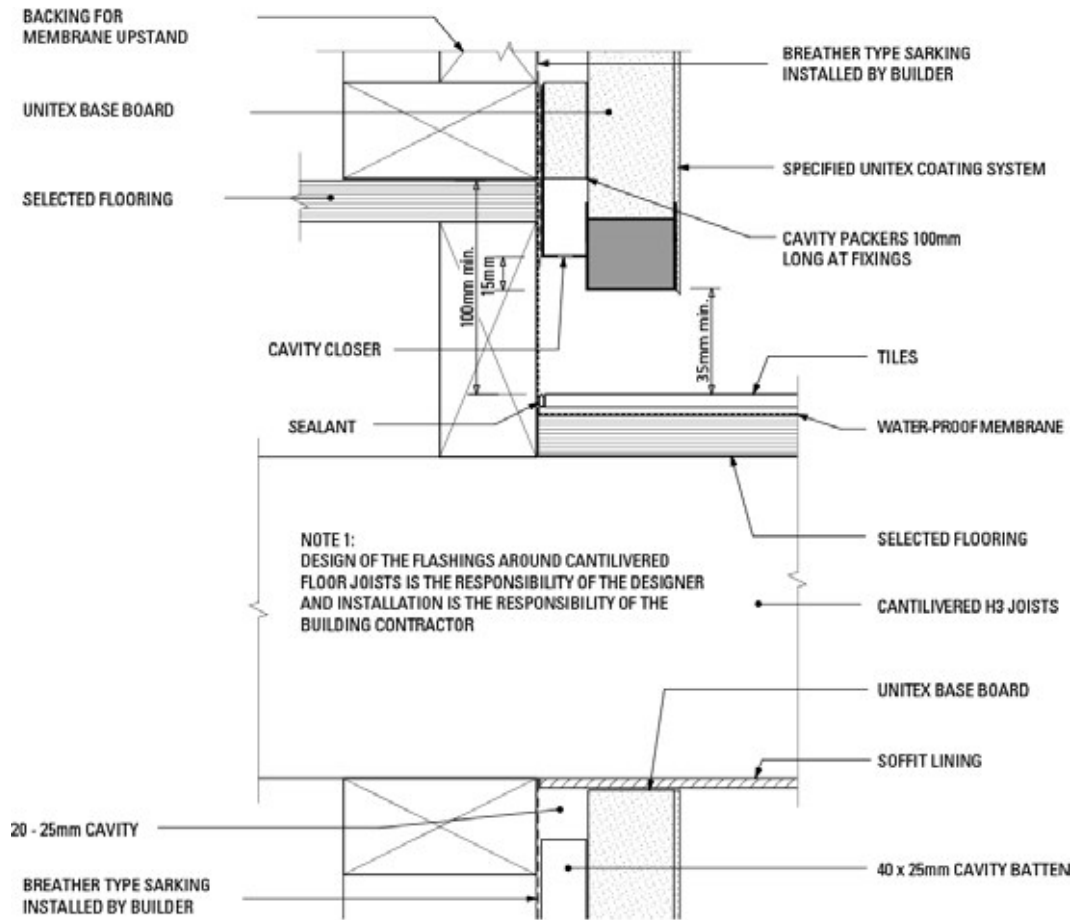 BACKING FOR
MEMBRANE UPSTAND
BREATHER TYPE SARKING
INSTALLED BY BUILDER
UNITEX BASE BOARD
SPECIFIED UNITEX COATING SYSTEM
SELECTED FLOORING
CAVITY PACKERS 100mm
LONG AT FIXINGS
100mm min.
15mm
35mm min.
CAVITY CLOSER
TILES
SEALANT
WATER-PROOF MEMBRANE
NOTE 1:
DESIGN OF THE FLASHINGS AROUND CANTILIVERED
FLOOR JOISTS IS THE RESPONSIBILITY OF THE DESIGNER
AND INSTALLATION IS THE RESPONSIBILITY OF THE
BUILDING CONTRACTOR
SELECTED FLOORING
CANTILIVERED H3 JOISTS
UNITEX BASE BOARD
SOFFIT LINING
20 - 25mm CAVITY
40 x 25mm CAVITY BATTEN
BREATHER TYPE SARKING
INSTALLED BY BUILDER